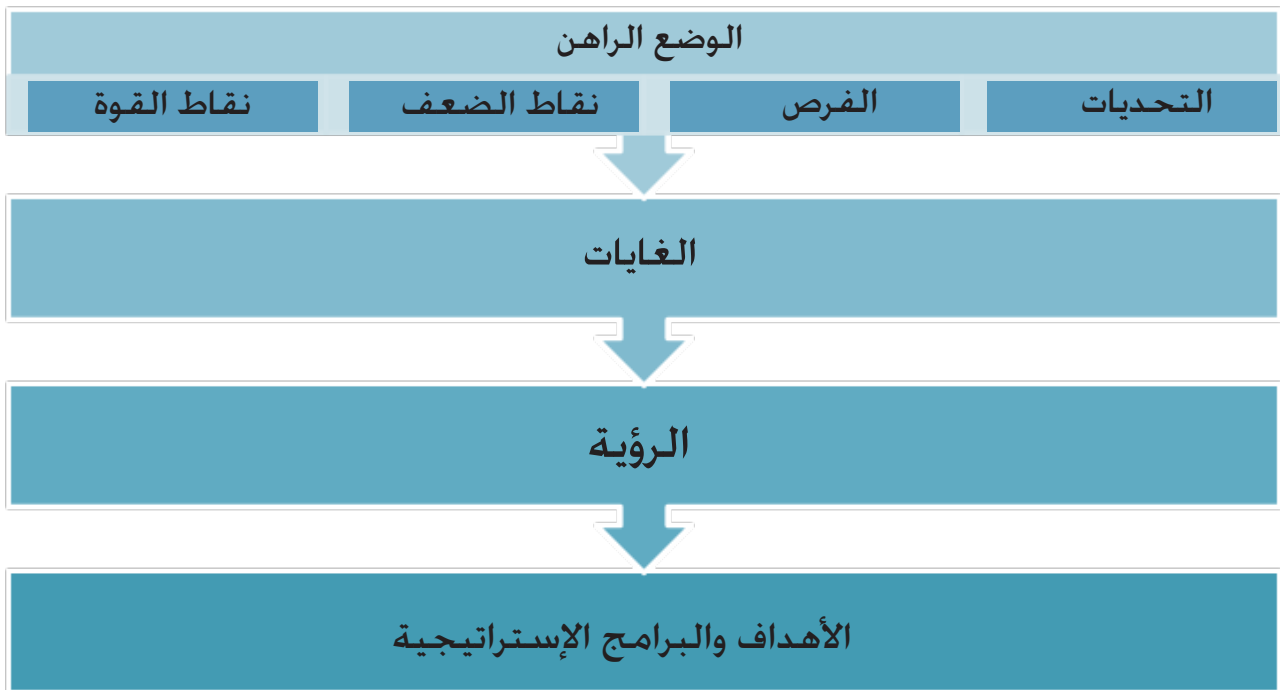 الوضع الراهن
التحديات
الفرص
نقاط الضعف
نقاط القوة
الغايات
الرؤية
الأهداف والبرامج الإستراتيجية